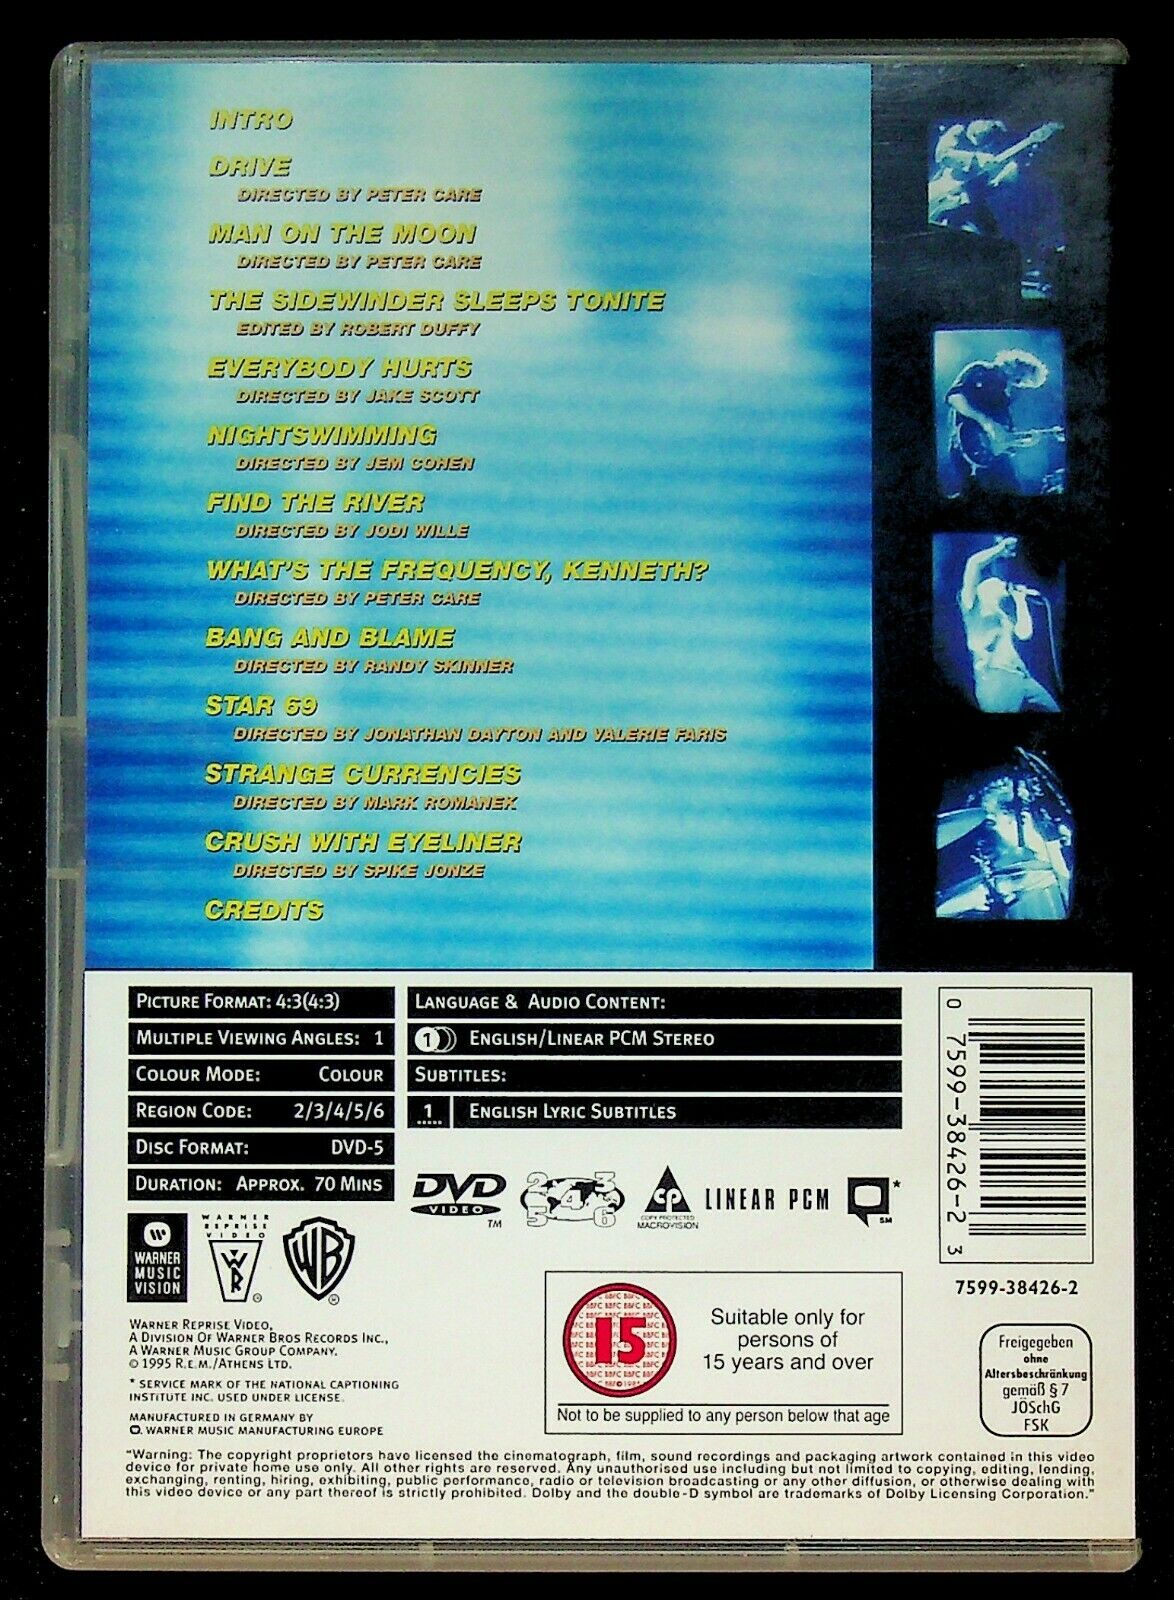 INTRO
DRIVE
DIRECTED BY PETER CARE
MAN ON THE MOON
DIRECTED BY PETER CARE
THE SIDEWINDER SLEEPS TONITE
EDITED BY ROBERT DUFFY
EVERYBODY HURTS
DIRECTED BY JAKE SCOTT
NIGHTSWIMMING
DIRECTED BY JEM COHEN
FIND THE RIVER
DIRECTED BY JODI WILLE
WHAT'S THE FREQUENCY, KENNETH?
DIRECTED BY PETER CARE
BANG AND BLAME
DIRECTED BY RANDY SKINNER
STAR 69
DIRECTED BY JONATHAN DAYTON AND VALERIE FARIS
STRANGE CURRENCIES
DIRECTED BY MARK ROMANEK
CRUSH WITH EYELINER
DIRECTED BY SPIKE JONZE
CREDITS
PICTURE FORMAT: 4:3(4:3)
MULTIPLE VIEWING ANGLES: 1
COLOUR MODE: COLOUR
REGION CODE: 2/3/4/5/6
DISC FORMAT: DVD-5
DURATION: APPROX. 70 MINS
LANGUAGE & AUDIO CONTENT:
1 ENGLISH/LINEAR PCM STEREO
SUBTITLES:
1 ENGLISH LYRIC SUBTITLES
DVD VIDEO TM
2 3 4 5 6
CP COPY PROTECTED MACROVISION
LINEAR PCM
* SM
0 7599-38426-2 3
7599-38426-2
WARNER MUSIC VISION
WARNER REPRISE VIDEO
WR ®
WB ®
WARNER REPRISE VIDEO,
A DIVISION OF WARNER BROS RECORDS INC.,
A WARNER MUSIC GROUP COMPANY.
© 1995 R.E.M./ATHENS LTD.
* SERVICE MARK OF THE NATIONAL CAPTIONING
INSTITUTE INC. USED UNDER LICENSE.
MANUFACTURED IN GERMANY BY
WARNER MUSIC MANUFACTURING EUROPE
15
Suitable only for
persons of
15 years and over
Not to be supplied to any person below that age
Freigegeben
ohne
Altersbeschränkung
gemäß § 7
JÖSchG
FSK
"Warning: The copyright proprietors have licensed the cinematograph, film, sound recordings and packaging artwork contained in this video
device for private home use only. All other rights are reserved. Any unauthorised use including but not limited to copying, editing, lending,
exchanging, renting, hiring, exhibiting, public performance, radio or television broadcasting or any other diffusion, or otherwise dealing with
this video device or any part thereof is strictly prohibited. Dolby and the double-D symbol are trademarks of Dolby Licensing Corporation."